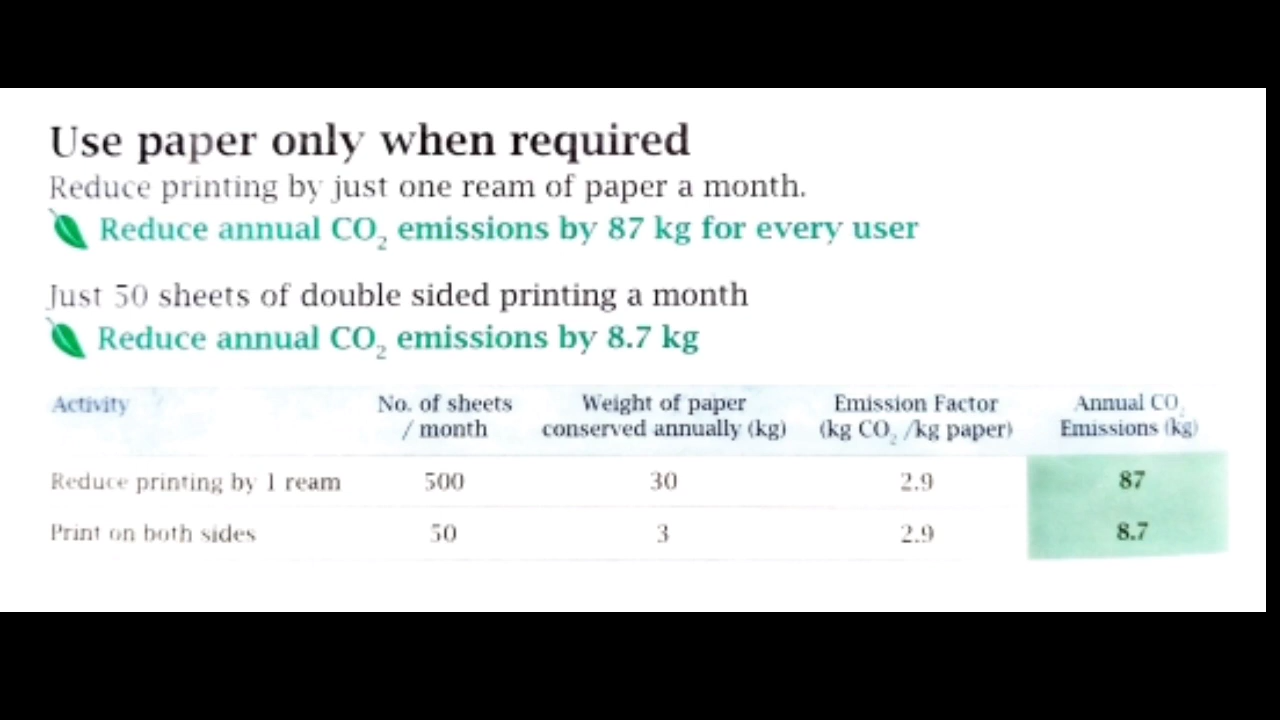 Use paper only when required
Reduce printing by just one ream of paper a month.
Reduce annual CO₂ emissions by 87 kg for every user
Just 50 sheets of double sided printing a month
Reduce annual CO₂ emissions by 8.7 kg
Activity No. of sheets / month Weight of paper conserved annually (kg) Emission Factor (kg CO₂ /kg paper) Annual CO₂ Emissions (kg)
Reduce printing by 1 ream 500 30 2.9 87
Print on both sides 50 3 2.9 8.7